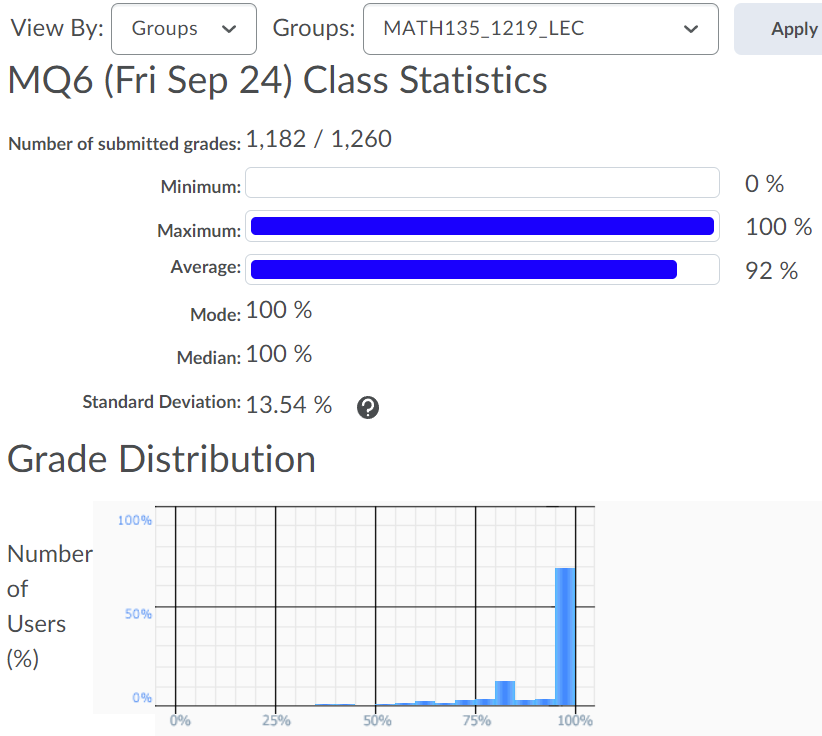 View By: Groups Groups: MATH135_1219_LEC Apply
MQ6 (Fri Sep 24) Class Statistics
Number of submitted grades: 1,182 / 1,260
Minimum: 0 %
Maximum: 100 %
Average: 92 %
Mode: 100 %
Median: 100 %
Standard Deviation: 13.54 % ?
Grade Distribution
Number
of
Users
(%)
100%
50%
0%
0% 25% 50% 75% 100%